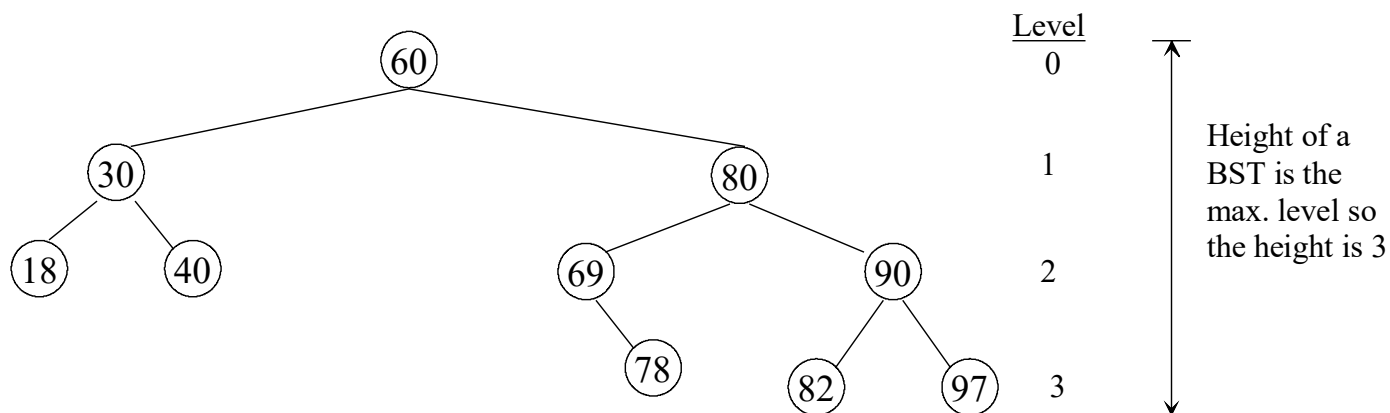 Level
60
0
Height of a
BST is the
max. level so
the height is 3
30
80
1
18
40
69
90
2
78
82
97
3